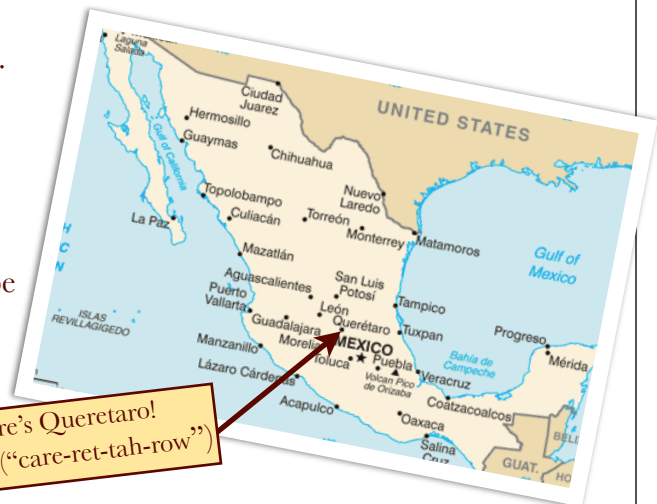 .
be
Laguna
Salada
Ciudad
Juarez
UNITED STATES
Hermosillo
Guaymas
Gulf of California
Chihuahua
Nuevo
Laredo
Topolobampo
La Paz
Culiacán
Torreón
Monterrey
Matamoros
Gulf of
Mexico
Mazatlán
Aguascalientes
San Luis
Potosí
Puerto
Vallarta
León
Tampico
ISLAS
REVILLAGIGEDO
Guadalajara
Querétaro
Tuxpan
Progreso
Mérida
Manzanillo
Morelia
MEXICO
Bahía de
Campeche
Toluca
Puebla
Lázaro Cárdenas
Volcan Pico
de Orizaba
Veracruz
Coatzacoalcos
Acapulco
Oaxaca
Salina
Cruz
BELI
GUAT.
HO
re's Queretaro!
(“care-ret-tah-row”)